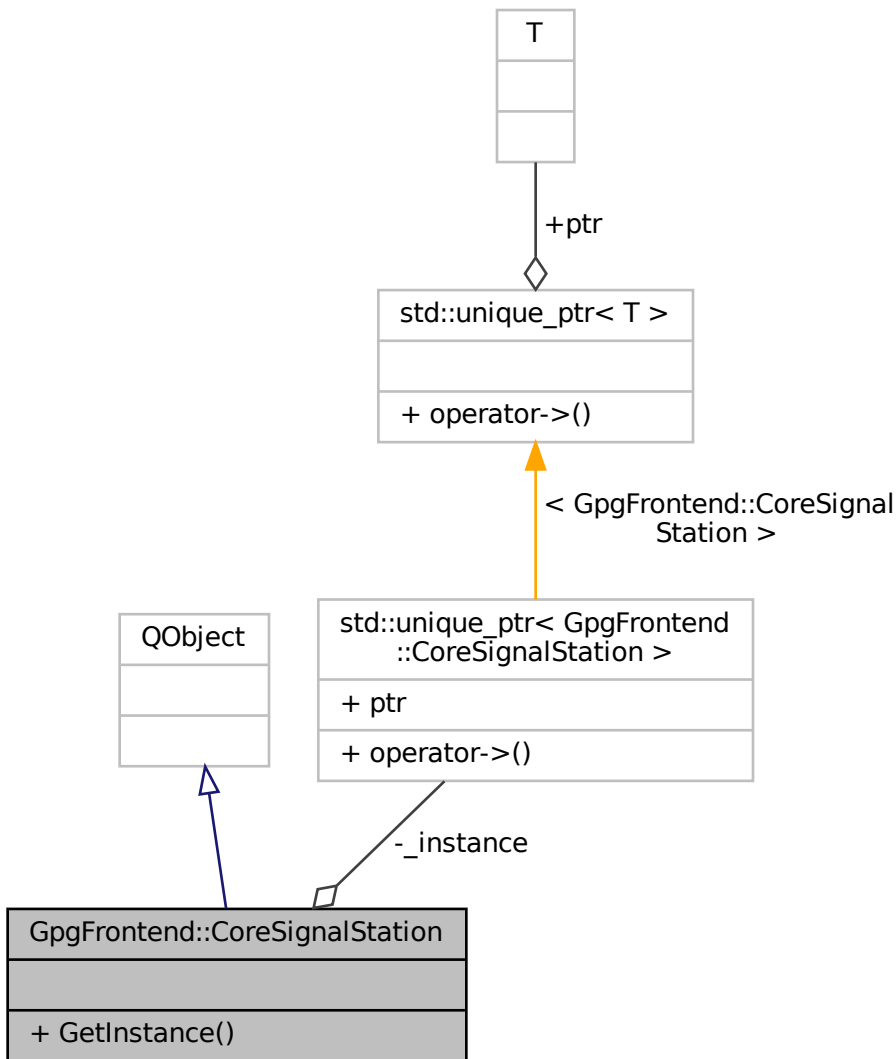 T
+ptr
std::unique_ptr< T >
+ operator->()
< GpgFrontend::CoreSignal
Station >
std::unique_ptr< GpgFrontend
::CoreSignalStation >
+ ptr
+ operator->()
QObject
-_instance
GpgFrontend::CoreSignalStation
+ GetInstance()